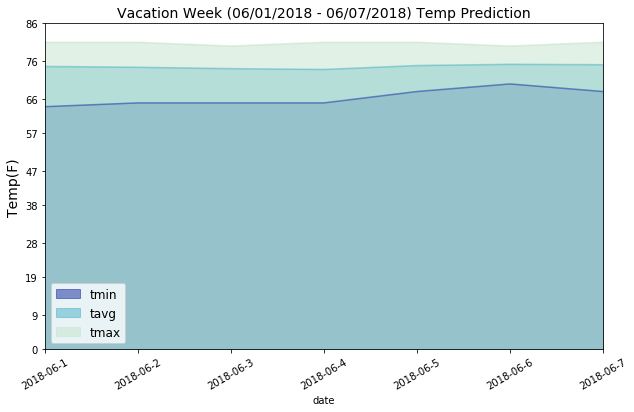 Vacation Week (06/01/2018 - 06/07/2018) Temp Prediction
86
76
66
57
47
38
28
19
9
0
Temp(F)
tmin
tavg
tmax
2018-06-1
2018-06-2
2018-06-3
2018-06-4
2018-06-5
2018-06-6
2018-06-7
date